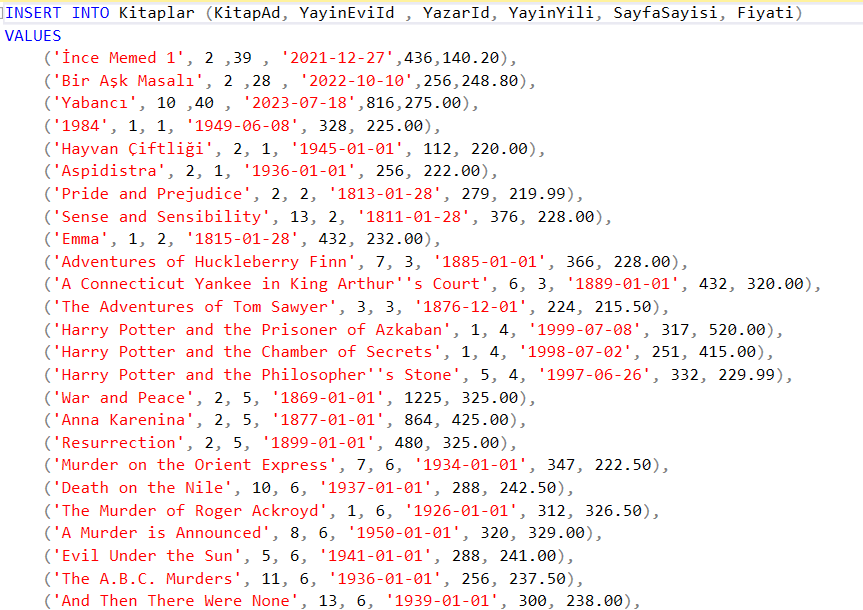 INSERT INTO Kitaplar (KitapAd, YayinEviId , YazarId, YayinYili, SayfaSayisi, Fiyati)
VALUES
('İnce Memed 1', 2 ,39 , '2021-12-27',436,140.20),
('Bir Aşk Masalı', 2 ,28 , '2022-10-10',256,248.80),
('Yabancı', 10 ,40 , '2023-07-18',816,275.00),
('1984', 1, 1, '1949-06-08', 328, 225.00),
('Hayvan Çiftliği', 2, 1, '1945-01-01', 112, 220.00),
('Aspidistra', 2, 1, '1936-01-01', 256, 222.00),
('Pride and Prejudice', 2, 2, '1813-01-28', 279, 219.99),
('Sense and Sensibility', 13, 2, '1811-01-28', 376, 228.00),
('Emma', 1, 2, '1815-01-28', 432, 232.00),
('Adventures of Huckleberry Finn', 7, 3, '1885-01-01', 366, 228.00),
('A Connecticut Yankee in King Arthur''s Court', 6, 3, '1889-01-01', 432, 320.00),
('The Adventures of Tom Sawyer', 3, 3, '1876-12-01', 224, 215.50),
('Harry Potter and the Prisoner of Azkaban', 1, 4, '1999-07-08', 317, 520.00),
('Harry Potter and the Chamber of Secrets', 1, 4, '1998-07-02', 251, 415.00),
('Harry Potter and the Philosopher''s Stone', 5, 4, '1997-06-26', 332, 229.99),
('War and Peace', 2, 5, '1869-01-01', 1225, 325.00),
('Anna Karenina', 2, 5, '1877-01-01', 864, 425.00),
('Resurrection', 2, 5, '1899-01-01', 480, 325.00),
('Murder on the Orient Express', 7, 6, '1934-01-01', 347, 222.50),
('Death on the Nile', 10, 6, '1937-01-01', 288, 242.50),
('The Murder of Roger Ackroyd', 1, 6, '1926-01-01', 312, 326.50),
('A Murder is Announced', 8, 6, '1950-01-01', 320, 329.00),
('Evil Under the Sun', 5, 6, '1941-01-01', 288, 241.00),
('The A.B.C. Murders', 11, 6, '1936-01-01', 256, 237.50),
('And Then There Were None', 13, 6, '1939-01-01', 300, 238.00),